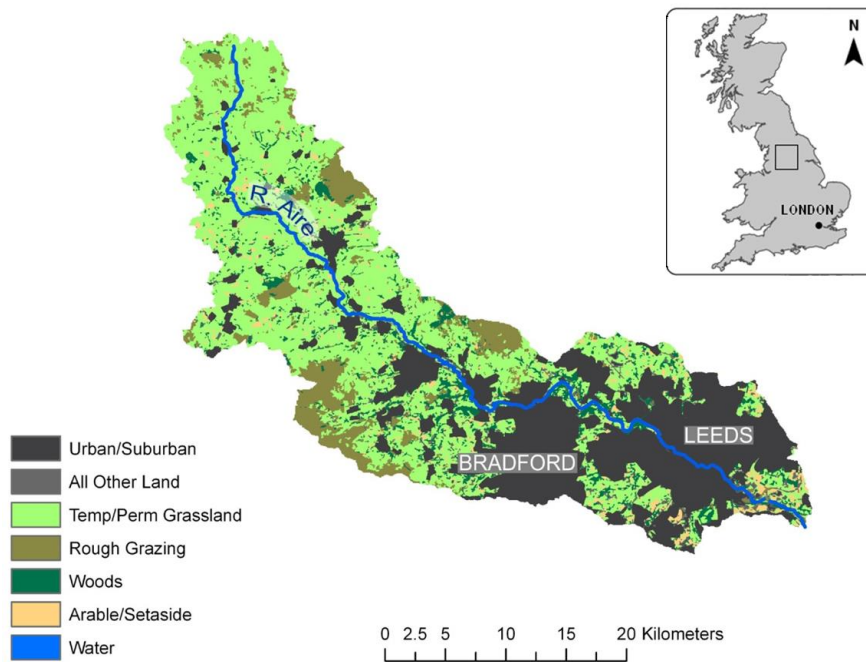 N
LONDON
R. Aire
LEEDS
BRADFORD
Urban/Suburban
All Other Land
Temp/Perm Grassland
Rough Grazing
Woods
Arable/Setaside
Water
0 2.5 5 10 15 20 Kilometers